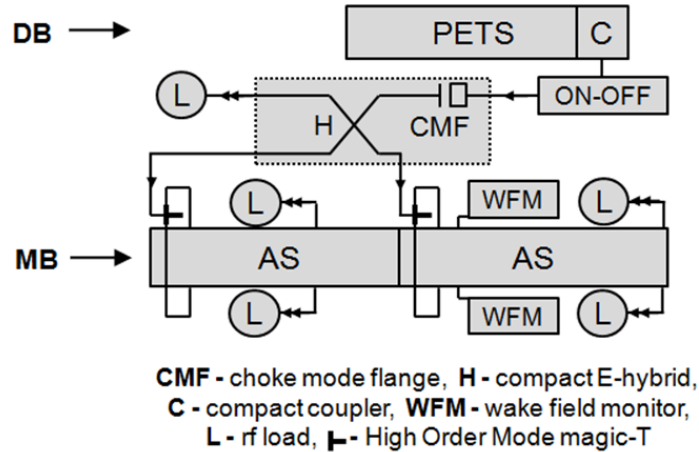 DB
PETS C
L
ON-OFF
H
CMF
L
WFM
L
MB
AS
AS
L
WFM
L
CMF - choke mode flange, H - compact E-hybrid,
C - compact coupler, WFM - wake field monitor,
L - rf load, - High Order Mode magic-T